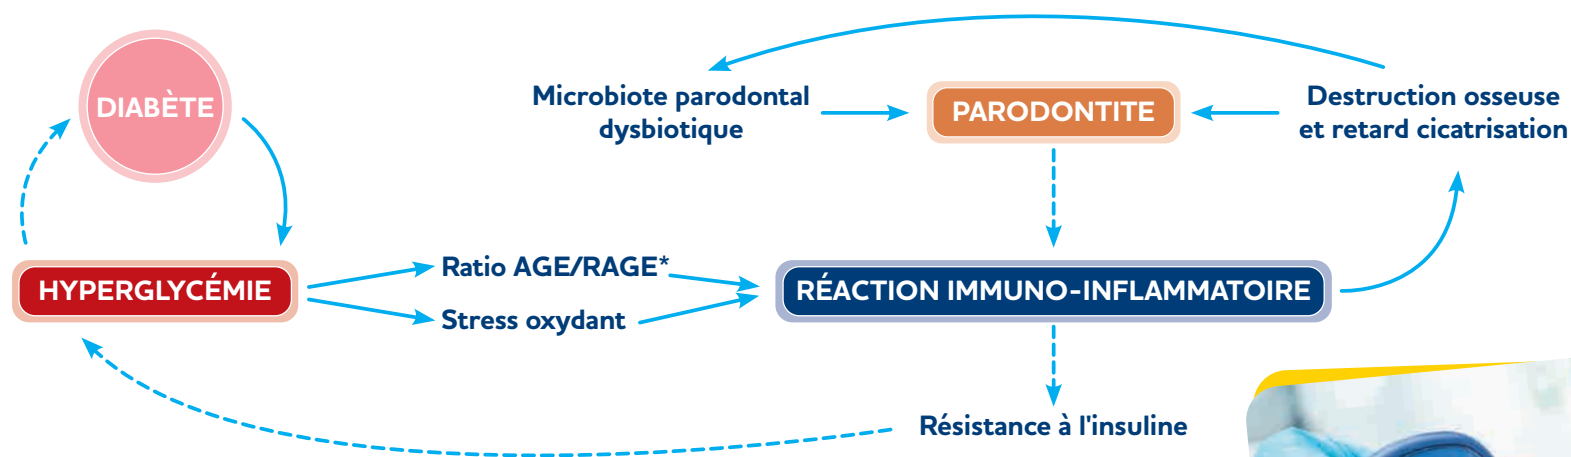 DIABÈTE
Microbiote parodontal
dysbiotique
PARODONTITE
Destruction osseuse
et retard cicatrisation
HYPERGLYCÉMIE
Ratio AGE/RAGE*
Stress oxydant
RÉACTION IMMUNO-INFLAMMATOIRE
Résistance à l'insuline